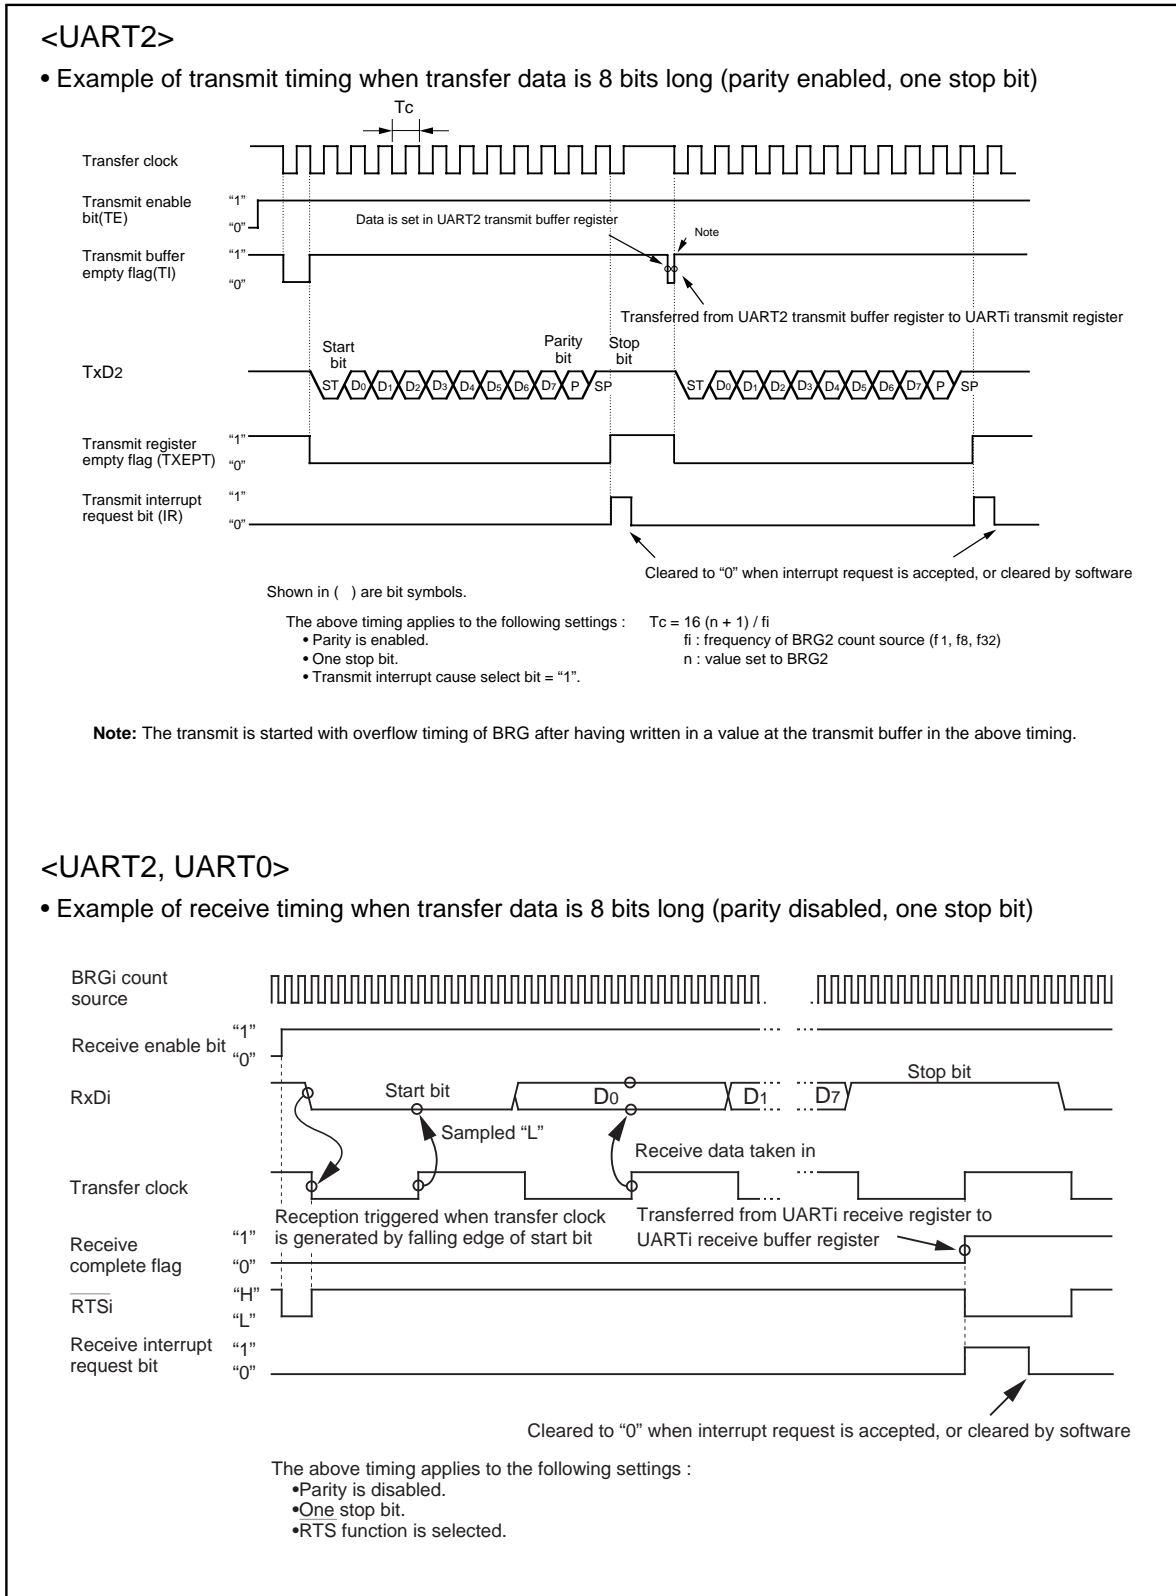 <UART2>
• Example of transmit timing when transfer data is 8 bits long (parity enabled, one stop bit)
Tc
Transfer clock
Transmit enable
bit(TE)
“1”
“0”
Data is set in UART2 transmit buffer register
Note
Transmit buffer
empty flag(TI)
“1”
“0”
Transferred from UART2 transmit buffer register to UARTi transmit register
Start
bit
Parity
bit
Stop
bit
TxD2
ST D0 D1 D2 D3 D4 D5 D6 D7 P SP ST D0 D1 D2 D3 D4 D5 D6 D7 P SP
Transmit register
empty flag (TXEPT)
“1”
“0”
Transmit interrupt
request bit (IR)
“1”
“0”
Cleared to “0” when interrupt request is accepted, or cleared by software
Shown in ( ) are bit symbols.
The above timing applies to the following settings :
• Parity is enabled.
• One stop bit.
• Transmit interrupt cause select bit = “1”.
Tc = 16 (n + 1) / fi
fi : frequency of BRG2 count source (f1, f8, f32)
n : value set to BRG2
Note: The transmit is started with overflow timing of BRG after having written in a value at the transmit buffer in the above timing.
<UART2, UART0>
• Example of receive timing when transfer data is 8 bits long (parity disabled, one stop bit)
BRGi count
source
Receive enable bit
“1”
“0”
RxDi
Start bit
D0
D1
D7
Stop bit
Sampled “L”
Receive data taken in
Transfer clock
Reception triggered when transfer clock
is generated by falling edge of start bit
Transferred from UARTi receive register to
UARTi receive buffer register
Receive
complete flag
“1”
“0”
RTSi
“H”
“L”
Receive interrupt
request bit
“1”
“0”
Cleared to “0” when interrupt request is accepted, or cleared by software
The above timing applies to the following settings :
•Parity is disabled.
•One stop bit.
•RTS function is selected.